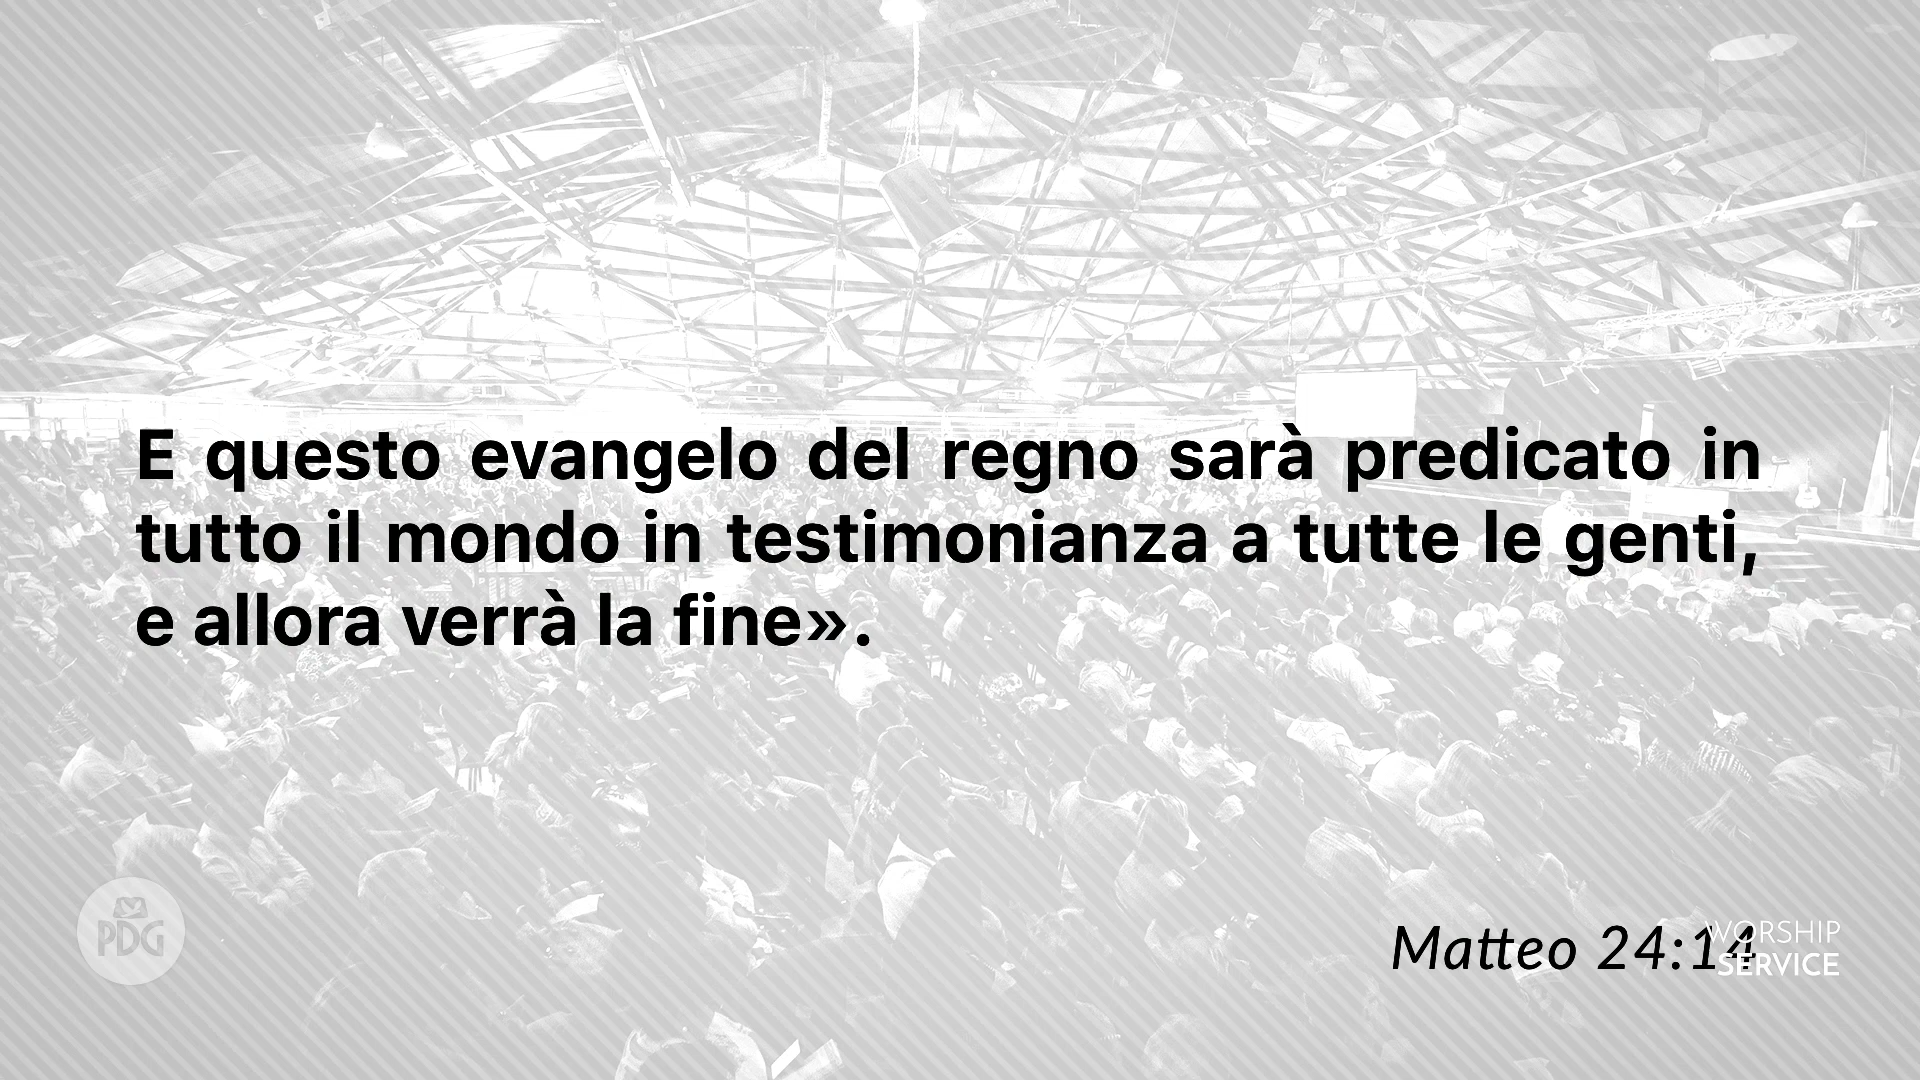 E questo evangelo del regno sarà predicato in
tutto il mondo in testimonianza a tutte le genti,
e allora verrà la fine».
PDG
Matteo 24:14
WORSHIP
SERVICE